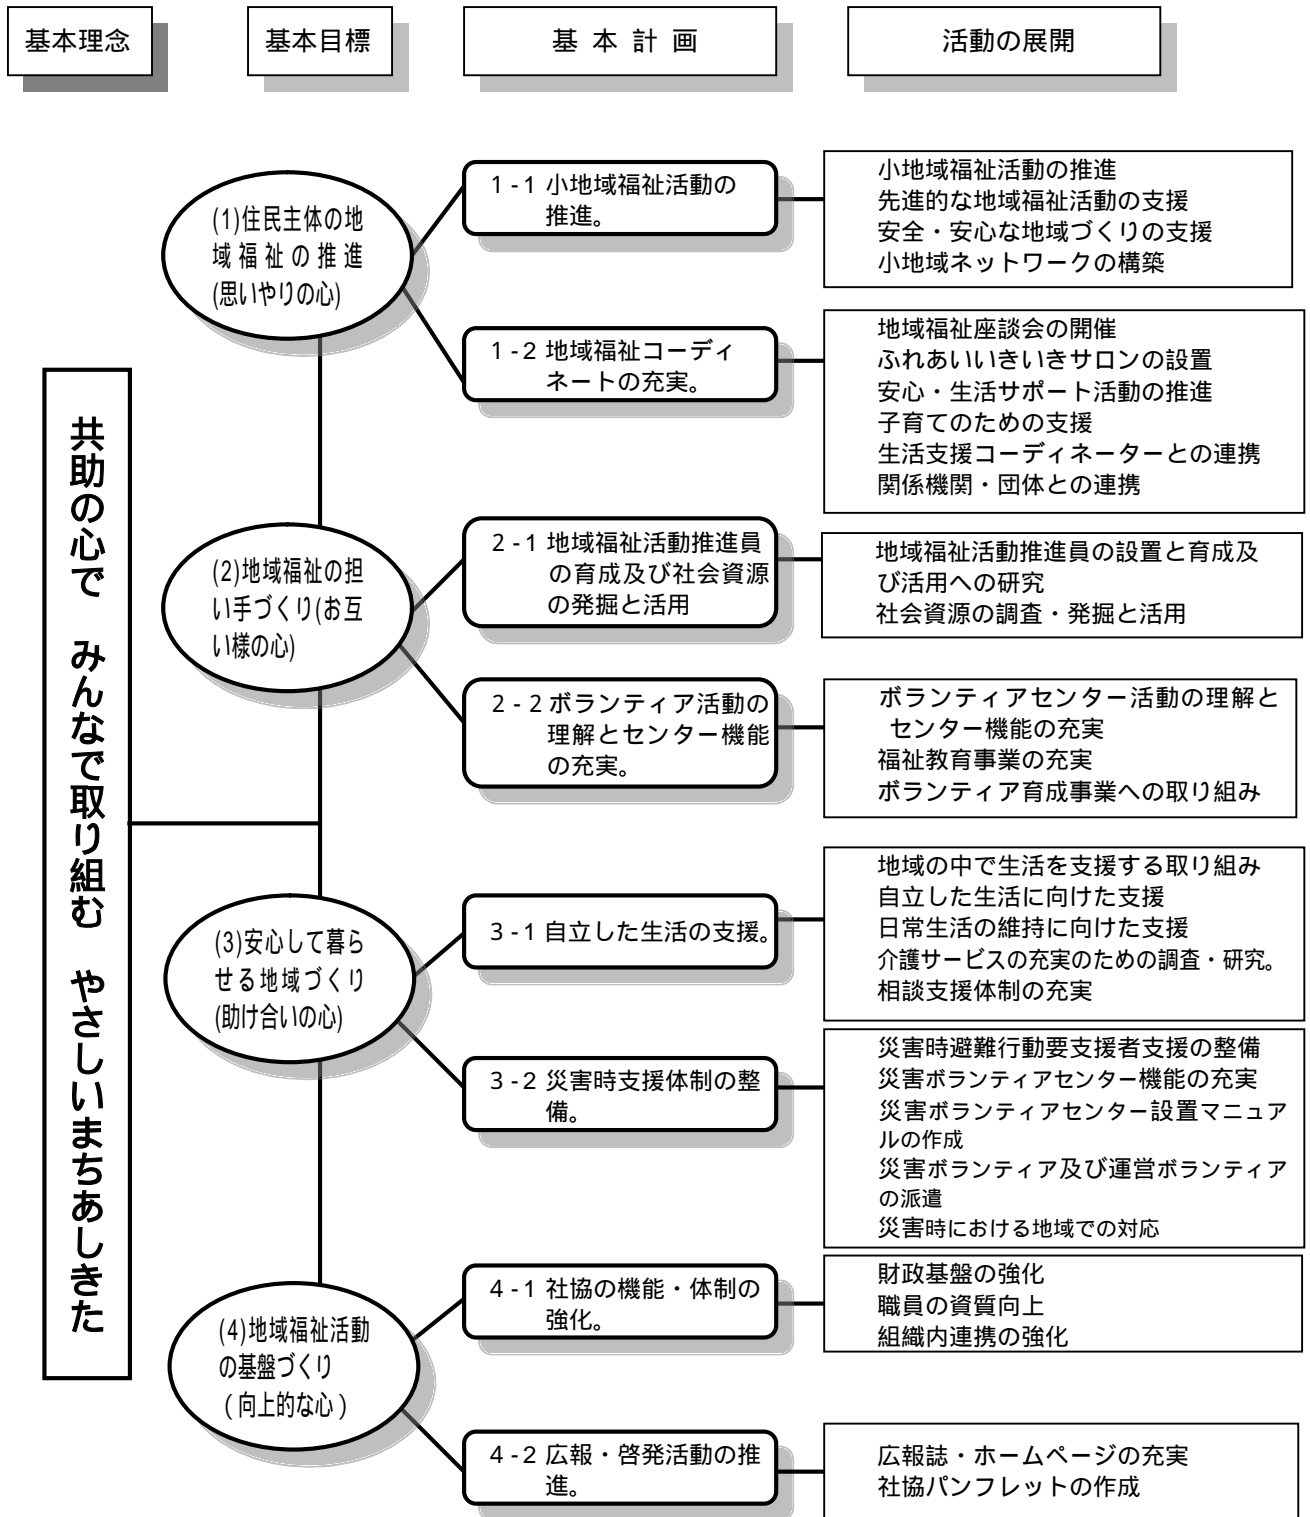 基本理念
基本目標
基本計画
活動の展開
共助の心で みんなで取り組む やさしいまちあしきた
(1)住民主体の地
域福祉の推進
(思いやりの心)
1-1 小地域福祉活動の
推進。
小地域福祉活動の推進
先進的な地域福祉活動の支援
安全・安心な地域づくりの支援
小地域ネットワークの構築
1-2 地域福祉コーディ
ネートの充実。
地域福祉座談会の開催
ふれあいいきいきサロンの設置
安心・生活サポート活動の推進
子育てのための支援
生活支援コーディネーターとの連携
関係機関・団体との連携
(2)地域福祉の担
い手づくり(お互
い様の心)
2-1 地域福祉活動推進員
の育成及び社会資源
の発掘と活用
地域福祉活動推進員の設置と育成及
び活用への研究
社会資源の調査・発掘と活用
2-2 ボランティア活動の
理解とセンター機能
の充実。
ボランティアセンター活動の理解と
センター機能の充実
福祉教育事業の充実
ボランティア育成事業への取り組み
(3)安心して暮ら
せる地域づくり
(助け合いの心)
3-1 自立した生活の支援。
地域の中で生活を支援する取り組み
自立した生活に向けた支援
日常生活の維持に向けた支援
介護サービスの充実のための調査・研究。
相談支援体制の充実
3-2 災害時支援体制の整
備。
災害時避難行動要支援者支援の整備
災害ボランティアセンター機能の充実
災害ボランティアセンター設置マニュア
ルの作成
災害ボランティア及び運営ボランティア
の派遣
災害時における地域での対応
(4)地域福祉活動
の基盤づくり
(向上的な心)
4-1 社協の機能・体制の
強化。
財政基盤の強化
職員の資質向上
組織内連携の強化
4-2 広報・啓発活動の推
進。
広報誌・ホームページの充実
社協パンフレットの作成